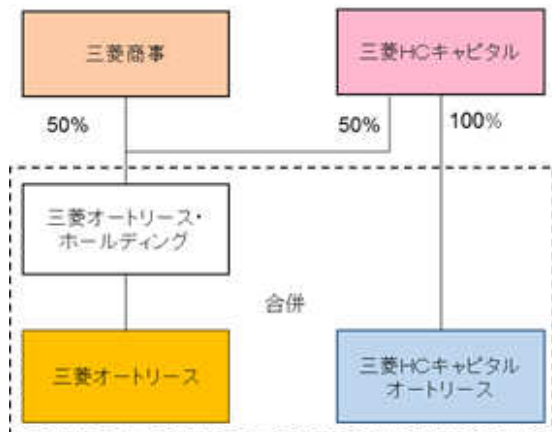 三菱商事
三菱HCキャピタル
50%
50%
100%
三菱オートリース・
ホールディング
合併
三菱オートリース
三菱HCキャピタル
オートリース